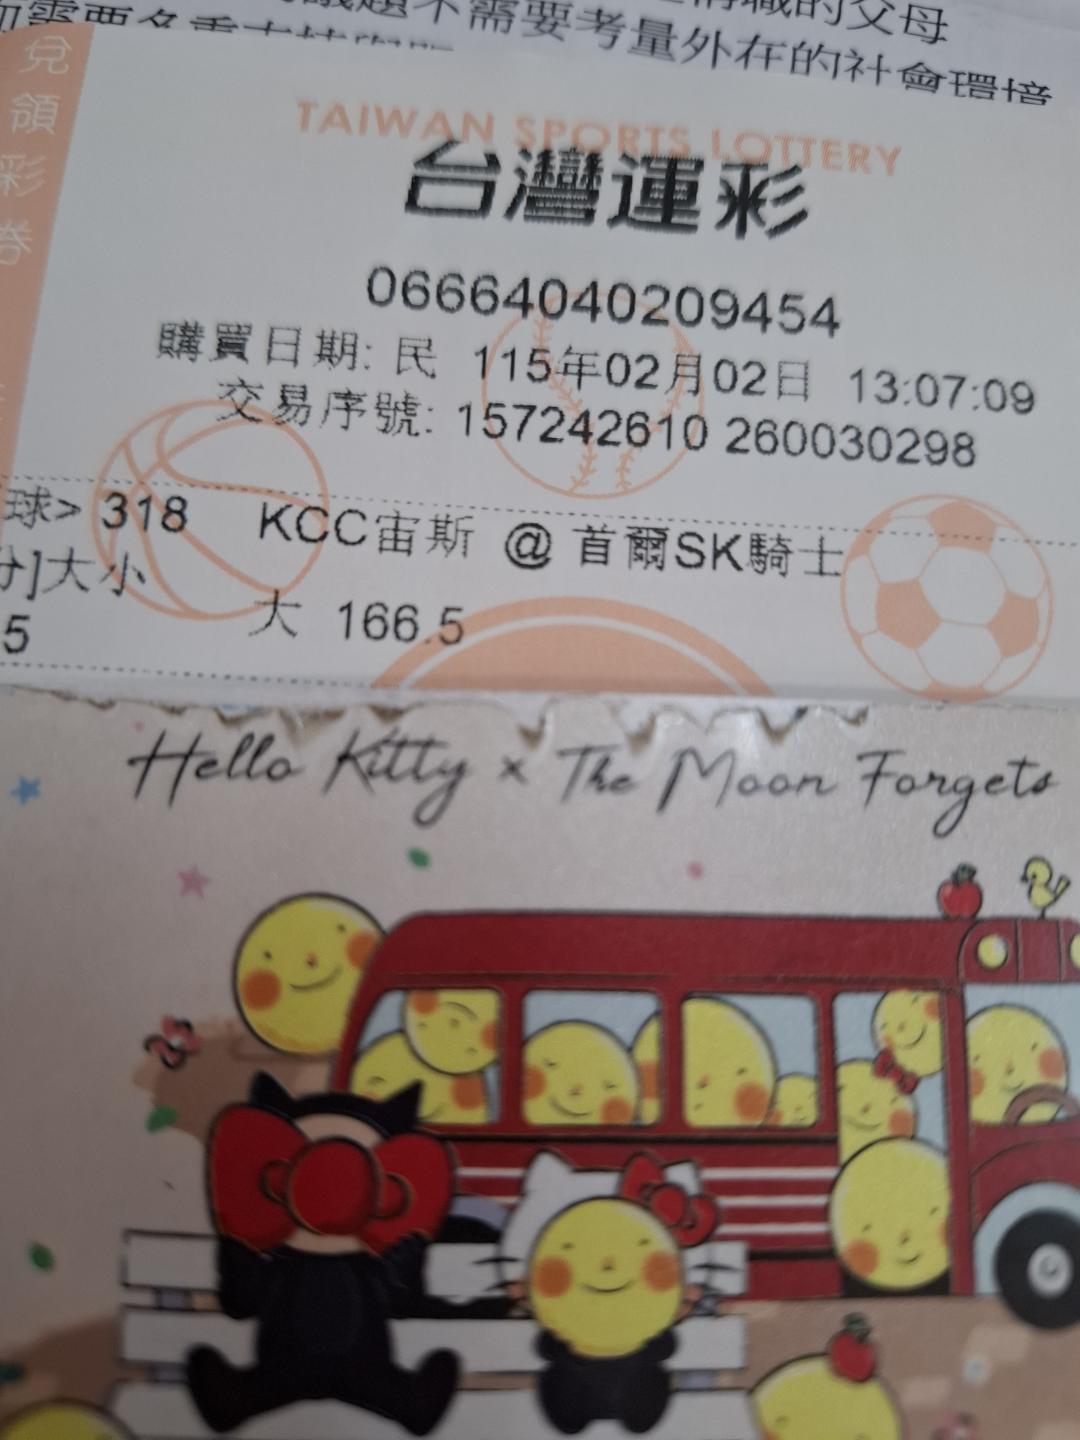 的父母
不需要考量外在的社會環境
兌領彩券
TAIWAN SPORTS LOTTERY
台灣運彩
06664040209454
購買日期: 民 115年02月02日 13:07:09
交易序號: 157242610 260030298
球> 318 KCC宙斯 @ 首爾SK騎士
]大小
大 166.5
5
Hello Kitty × The Moon Forgets